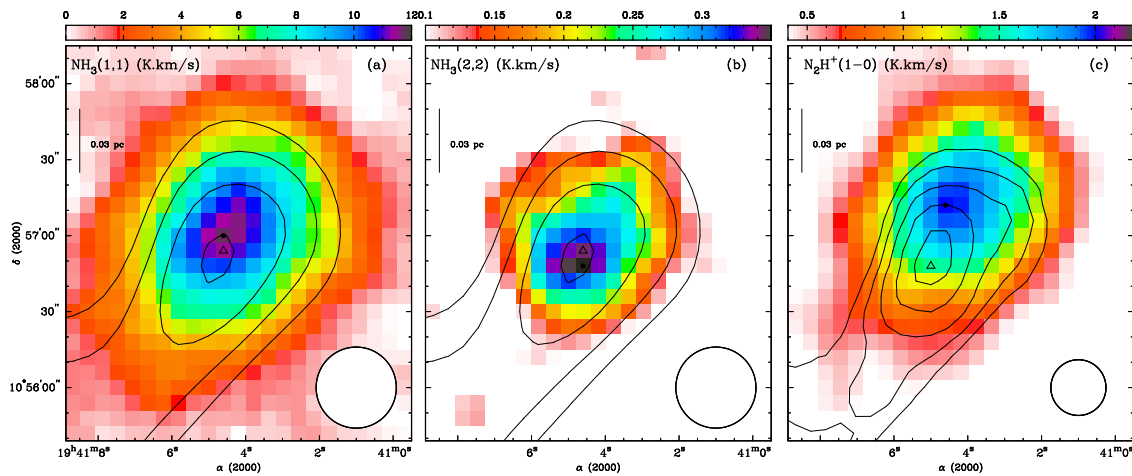 0 2 4 6 8 10 120
0.1 0.15 0.2 0.25 0.3
0.5 1 1.5 2
NH₃(1,1) (K.km/s) (a)
NH₃(2,2) (K.km/s) (b)
N₂H⁺(1−0) (K.km/s) (c)
0.03 pc
0.03 pc
0.03 pc
58'00"
30"
57'00"
30"
10°56'00"
δ (2000)
19ʰ41ᵐ8ˢ 6ˢ 4ˢ 2ˢ 41ᵐ0ˢ
6ˢ 4ˢ 2ˢ 41ᵐ0ˢ
6ˢ 4ˢ 2ˢ 41ᵐ0ˢ
α (2000)
α (2000)
α (2000)